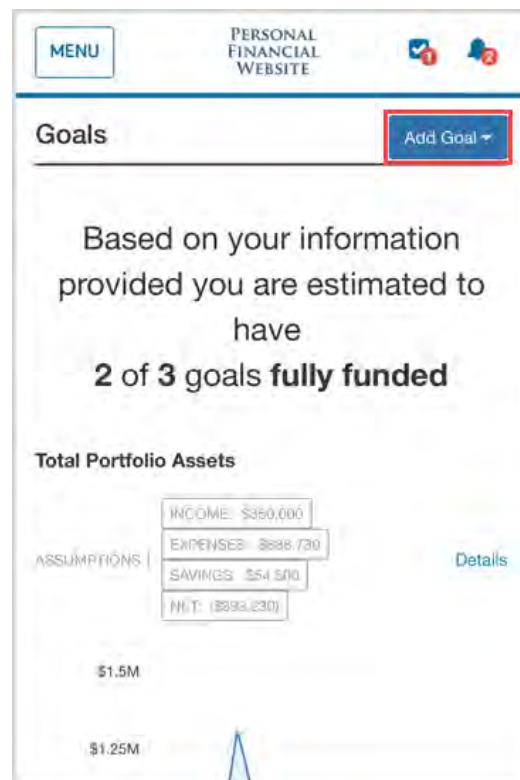 MENU
PERSONAL
FINANCIAL
WEBSITE
1
2
Goals
Add Goal
Based on your information
provided you are estimated to
have
2 of 3 goals fully funded
Total Portfolio Assets
INCOME: $350,000
EXPENSES:
ASSUMPTIONS |
Details
SAVINGS: $54,500
NET:
$1.5M
$1.25M